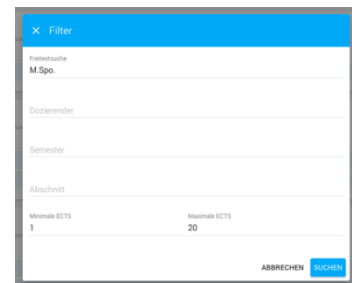 Filter
Freitextsuche
M.Spo.
Dozierender
Semester
Abschnitt
Minimale ECTS Maximale ECTS
1 20
ABBRECHEN SUCHEN